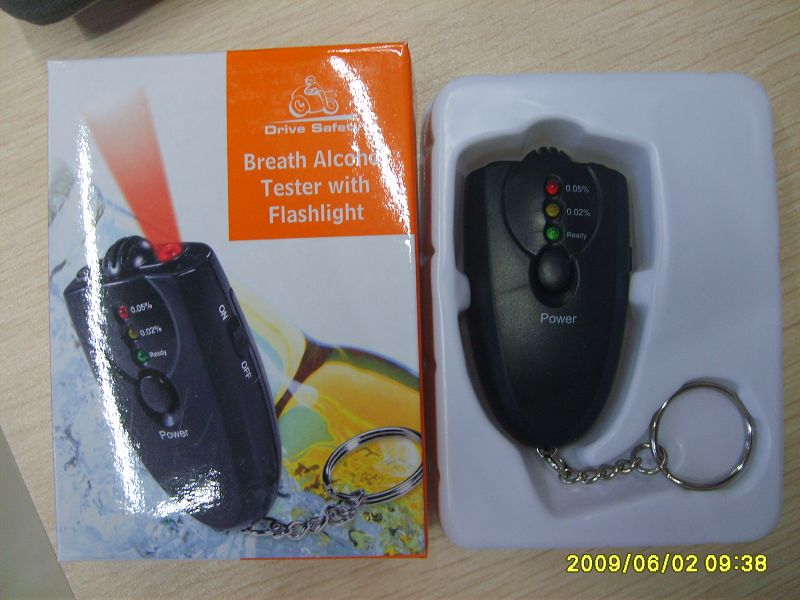 Drive Safety
Breath Alcohol
Tester with
Flashlight
0.05%
0.02%
Ready
ON
OFF
Power
0.05%
0.02%
Ready
Power
2009/06/02 09:38